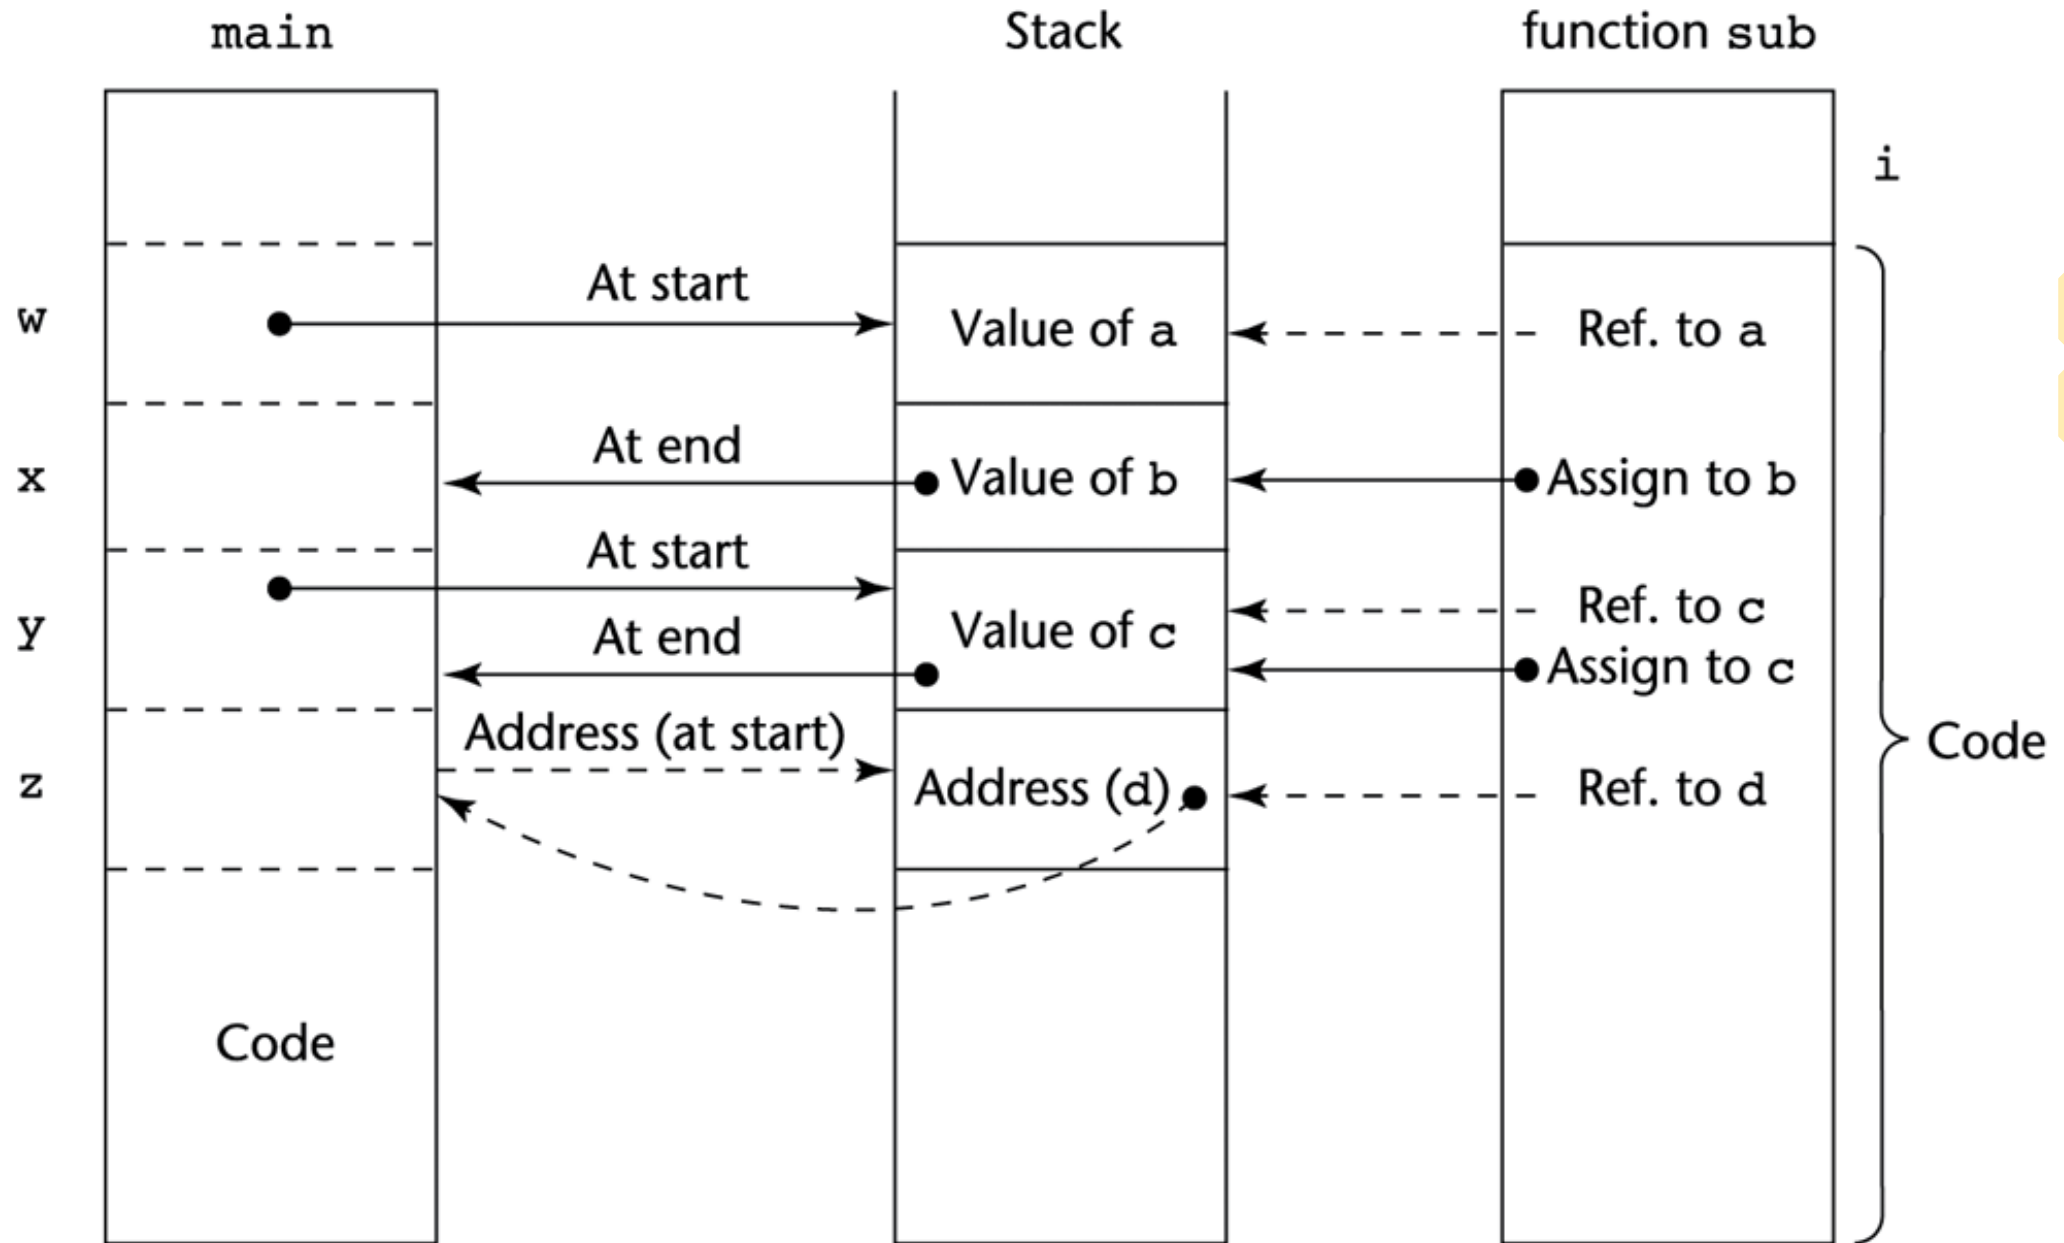 main
Stack
function sub
i
w
At start
Value of a
Ref. to a
x
At end
Value of b
Assign to b
At start
y
At end
Value of c
Ref. to c
Assign to c
z
Address (at start)
Address (d)
Ref. to d
Code
Code